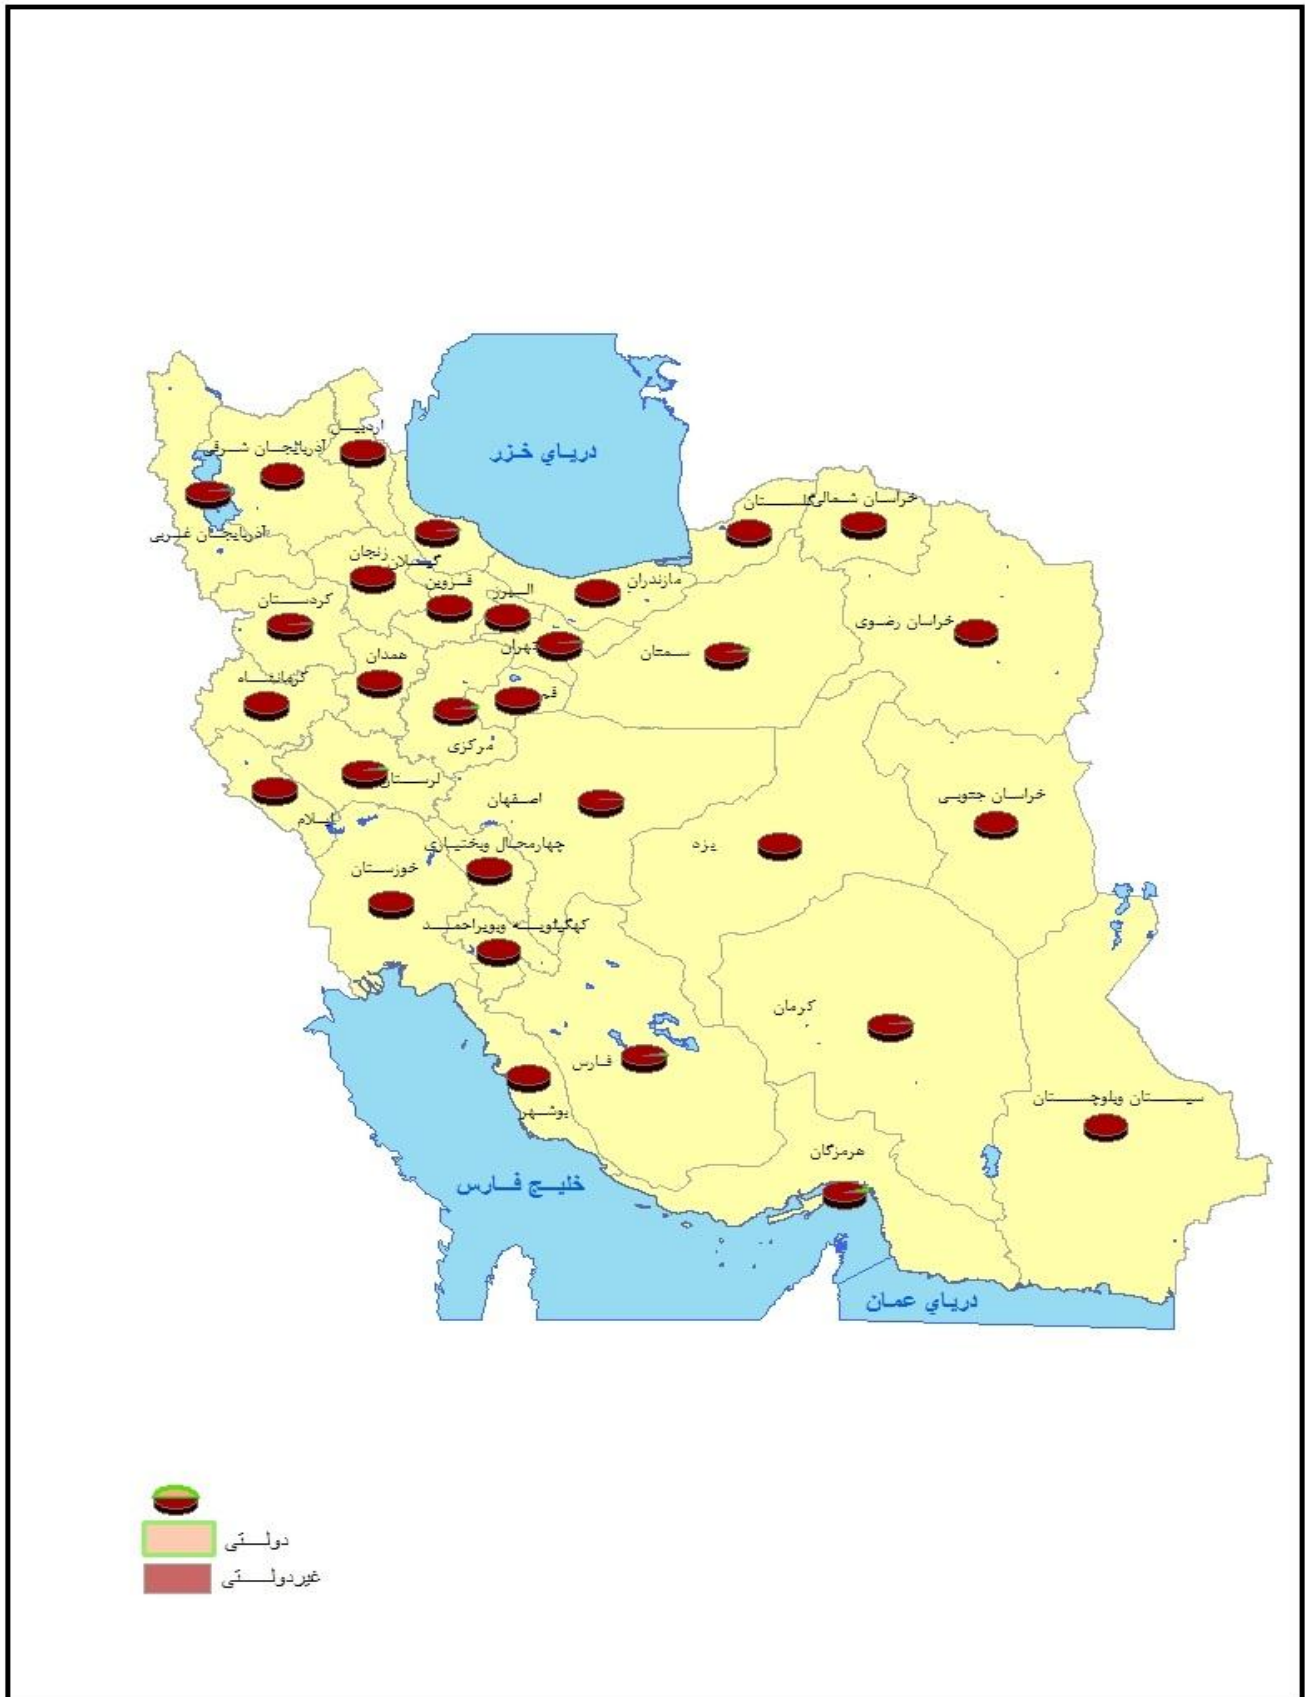 دریاي خزر
اردبیل
آذربایجان شرقی
آذربایجان غربی
خراسان شمالی
گلستان
زنجان
گیلان
قزوین
البرز
مازندران
کردستان
خراسان رضوی
تهران
سمنان
همدان
کرمانشاه
قم
مرکزی
لرستان
اصفهان
خراسان جنوبی
ایلام
چهارمحال وبختیاری
یزد
خوزستان
کهگیلویه وبویراحمد
کرمان
فارس
سیستان وبلوچستان
بوشهر
هرمزگان
خلیج فارس
دریاي عمان
دولتی
غیردولتی